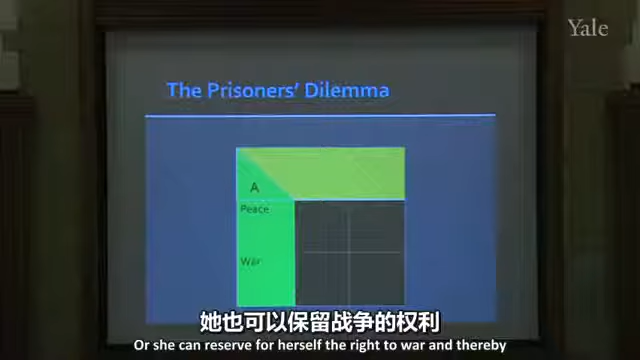 Yale
The Prisoners' Dilemma
A
Peace
War
她也可以保留战争的权利
Or she can reserve for herself the right to war and thereby